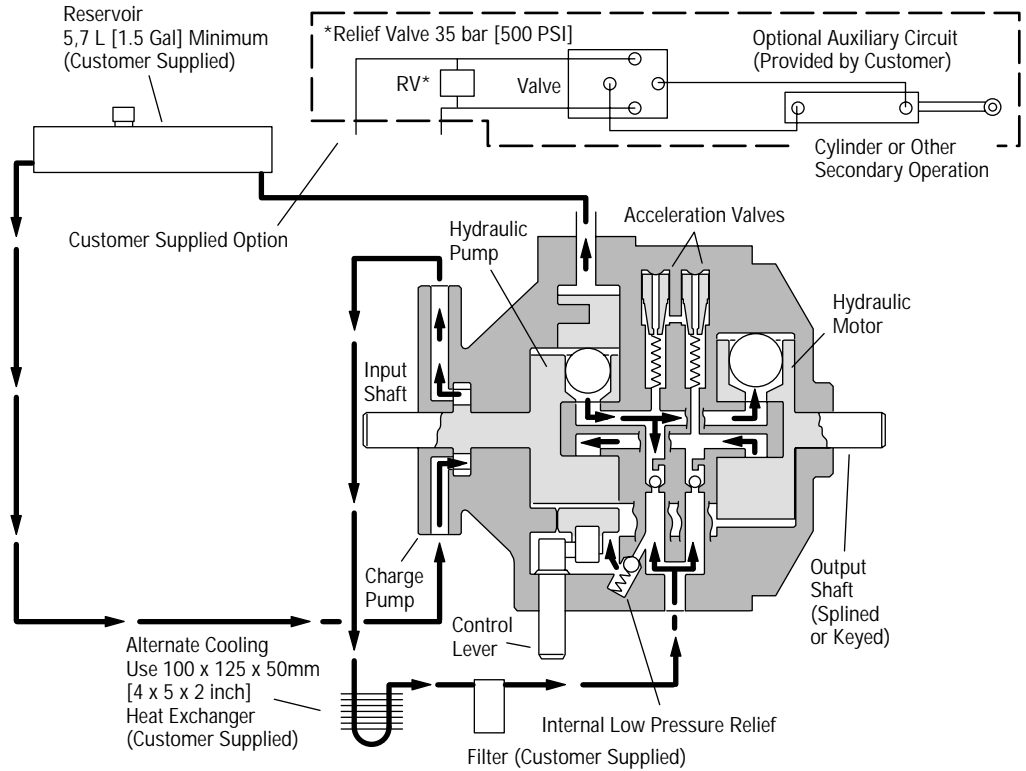 Reservoir
5,7 L [1.5 Gal] Minimum
(Customer Supplied)
*Relief Valve 35 bar [500 PSI]
RV*
Valve
Optional Auxiliary Circuit
(Provided by Customer)
Cylinder or Other
Secondary Operation
Customer Supplied Option
Hydraulic
Pump
Acceleration Valves
Hydraulic
Motor
Input
Shaft
Charge
Pump
Control
Lever
Output
Shaft
(Splined
or Keyed)
Alternate Cooling
Use 100 x 125 x 50mm
[4 x 5 x 2 inch]
Heat Exchanger
(Customer Supplied)
Internal Low Pressure Relief
Filter (Customer Supplied)